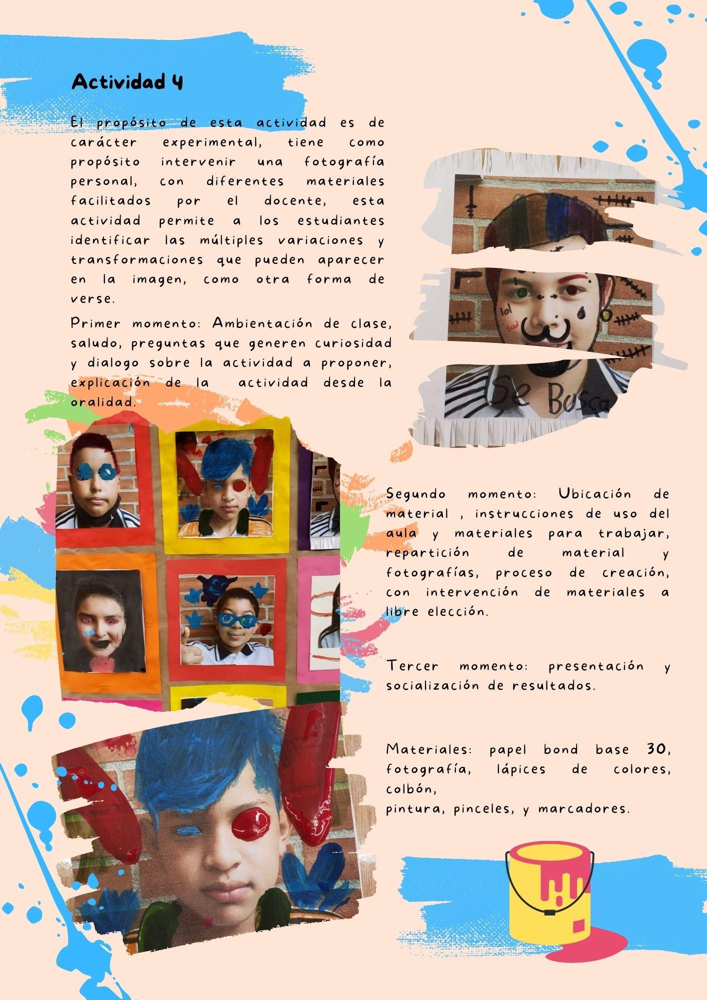 Actividad 4
El propósito de esta actividad es de
carácter experimental, tiene como
propósito intervenir una fotografía
personal, con diferentes materiales
facilitados por el docente, esta
actividad permite a los estudiantes
identificar las múltiples variaciones y
transformaciones que pueden aparecer
en la imagen, como otra forma de
verse.
Primer momento: Ambientación de clase,
saludo, preguntas que generen curiosidad
y dialogo sobre la actividad a proponer,
explicación de la actividad desde la
oralidad.
lol
sad
Se Busca
Segundo momento: Ubicación de
material , instrucciones de uso del
aula y materiales para trabajar,
repartición de material y
fotografías, proceso de creación,
con intervención de materiales a
libre elección.
Tercer momento: presentación y
socialización de resultados.
Materiales: papel bond base 30,
fotografía, lápices de colores,
colbón,
pintura, pinceles, y marcadores.